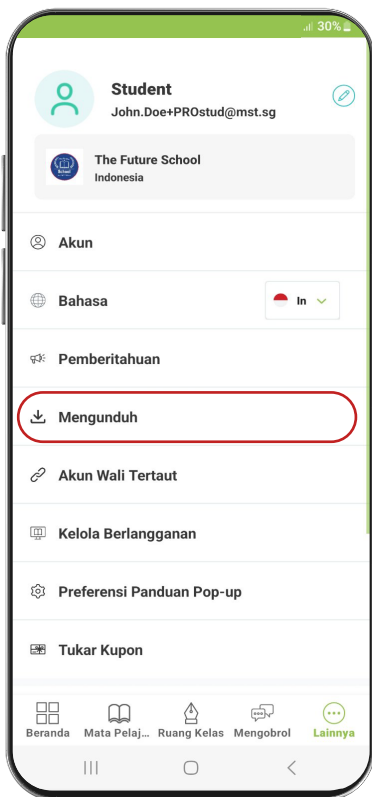 30%
Student
John.Doe+PROstud@mst.sg
The Future School
Indonesia
Akun
Bahasa
In
Pemberitahuan
Mengunduh
Akun Wali Tertaut
Kelola Berlangganan
Preferensi Panduan Pop-up
Tukar Kupon
Beranda Mata Pelaj... Ruang Kelas Mengobrol Lainnya